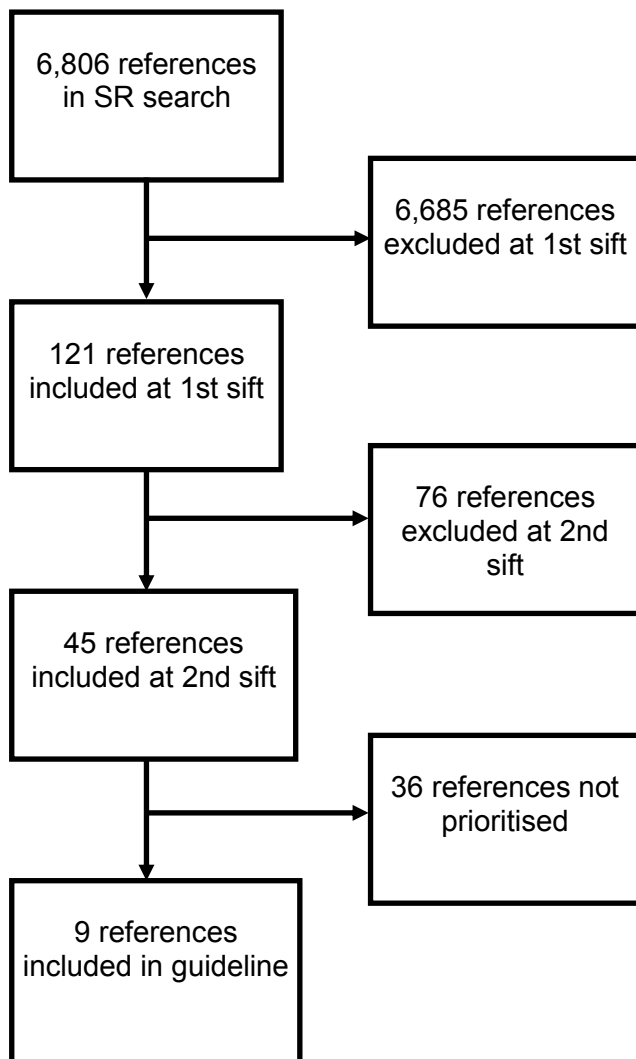 6,806 references
in SR search
6,685 references
excluded at 1st sift
121 references
included at 1st sift
76 references
excluded at 2nd
sift
45 references
included at 2nd sift
36 references not
prioritised
9 references
included in guideline